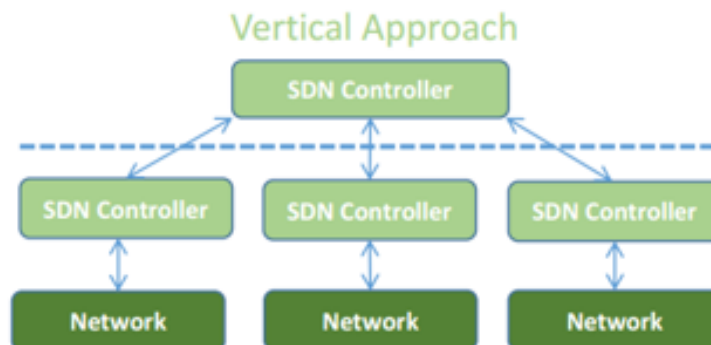 Vertical Approach
SDN Controller
SDN Controller
SDN Controller
SDN Controller
Network
Network
Network